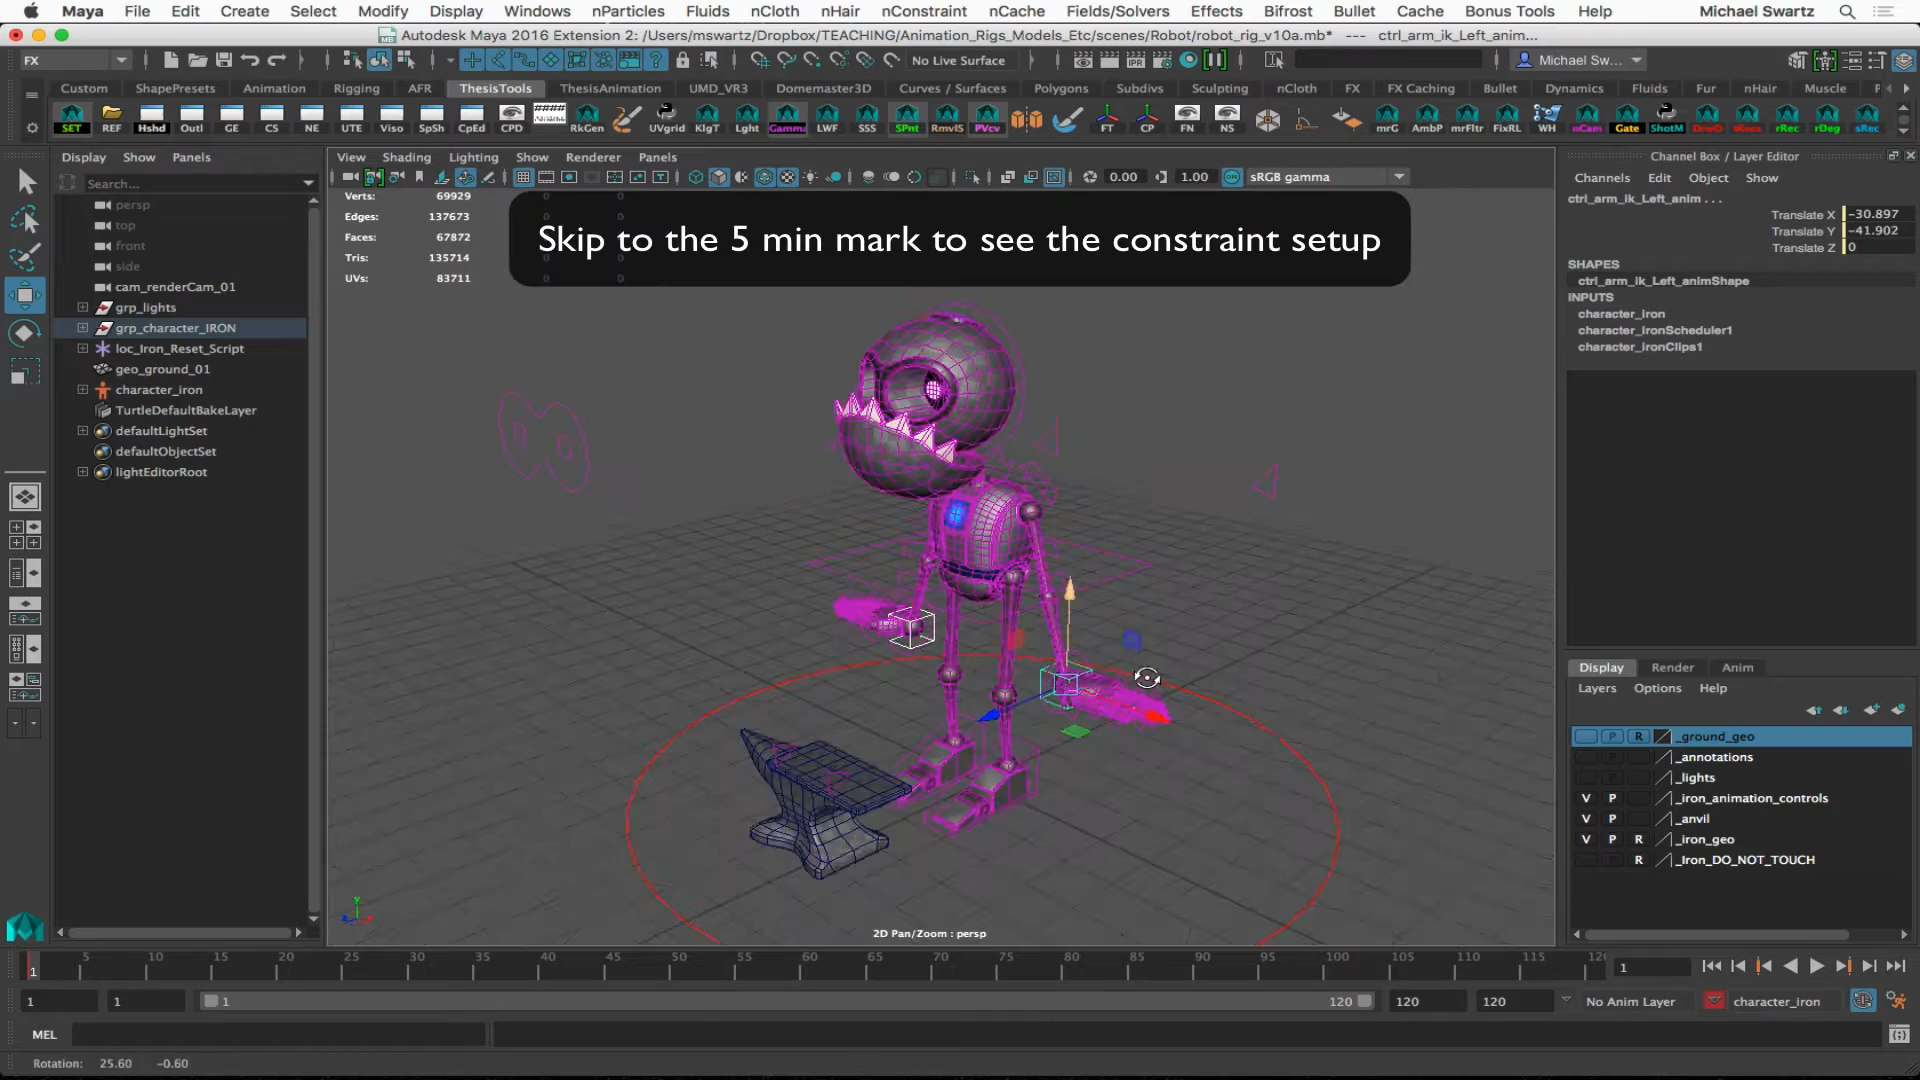 Maya File Edit Create Select Modify Display Windows nParticles Fluids nCloth nHair nConstraint nCache Fields/Solvers Effects Bifrost Bullet Cache Bonus Tools Help Michael Swartz
Autodesk Maya 2016 Extension 2: /Users/mswartz/Dropbox/TEACHING/Animation_Rigs_Models_Etc/scenes/Robot/robot_rig_v10a.mb* --- ctrl_arm_ik_Left_anim...
FX No Live Surface Michael Sw...
Custom ShapePresets Animation Rigging AFR ThesisTools ThesisAnimation UMD_VR3 Domemaster3D Curves / Surfaces Polygons Subdivs Sculpting nCloth FX FX Caching Bullet Dynamics Fluids Fur nHair Muscle
SET REF Hshd Outl GE CS NE UTE Viso SpSh CpEd CPD RkGen UVgrid KlgT Lght Gamma LWF SSS SPnt RmvlS PVcv FT CP FN NS mrG AmbP mrFltr FixRL WH nCam Gate ShotM rRec rDeg sRec
Display Show Panels
View Shading Lighting Show Renderer Panels
Channel Box / Layer Editor
Search...
0.00 1.00 sRGB gamma
Channels Edit Object Show
persp
top
front
side
cam_renderCam_01
grp_lights
grp_character_IRON
loc_Iron_Reset_Script
geo_ground_01
character_iron
TurtleDefaultBakeLayer
defaultLightSet
defaultObjectSet
lightEditorRoot
Verts: 69929 0 0
Edges: 137673 0 0
Faces: 67872
Tris: 135714
UVs: 83711 0 0
Skip to the 5 min mark to see the constraint setup
2D Pan/Zoom : persp
ctrl_arm_ik_Left_anim . . .
Translate X -30.897
Translate Y -41.902
Translate Z 0
SHAPES
ctrl_arm_ik_Left_animShape
INPUTS
character_iron
character_ironScheduler1
character_ironClips1
Display Render Anim
Layers Options Help
P R _ground_geo
_annotations
_lights
V P _iron_animation_controls
V P _anvil
V P R _iron_geo
R _Iron_DO_NOT_TOUCH
1 5 10 15 20 25 30 35 40 45 50 55 60 65 70 75 80 85 90 95 100 105 110 115 1
1 1 1 120 120 120 No Anim Layer character_iron
MEL
Rotation: 25.60 -0.60